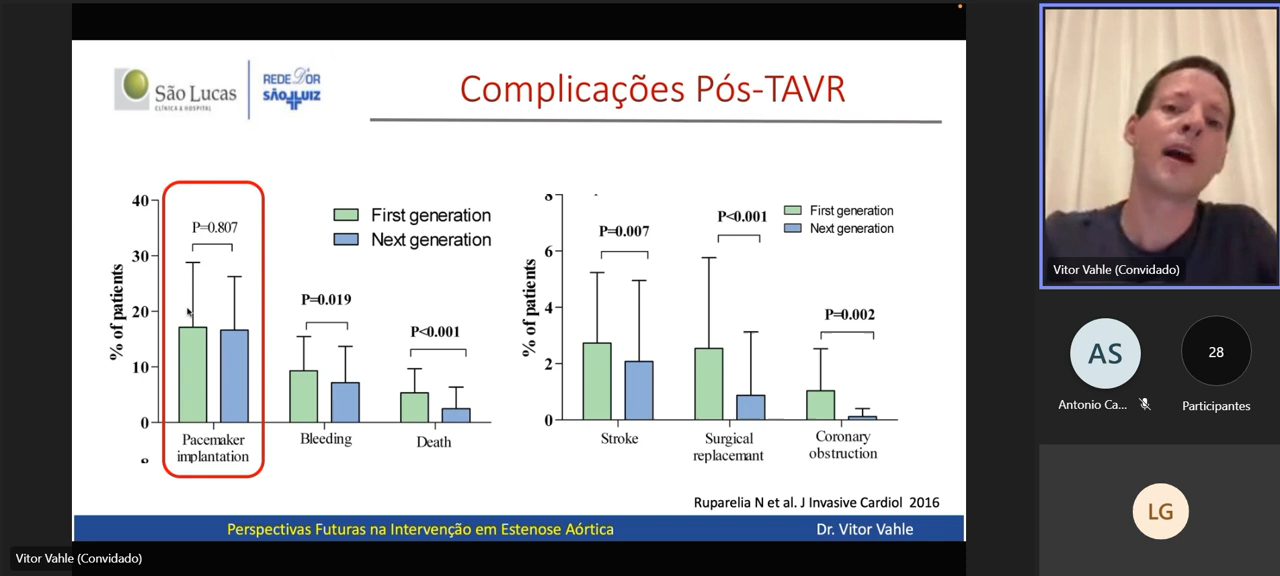 São Lucas
CLÍNICA & HOSPITAL
REDE D'OR
SÃO LUIZ
Complicações Pós-TAVR
40
30
20
10
0
% of patients
P=0.807
P=0.019
P<0.001
First generation
Next generation
Pacemaker
implantation
Bleeding
Death
8
6
4
2
0
% of patients
P=0.007
P<0.001
P=0.002
First generation
Next generation
Stroke
Surgical
replacemant
Coronary
obstruction
Ruparelia N et al. J Invasive Cardiol 2016
Perspectivas Futuras na Intervenção em Estenose Aórtica
Dr. Vitor Vahle
Vitor Vahle (Convidado)
Vitor Vahle (Convidado)
AS
Antonio Ca...
28
Participantes
LG